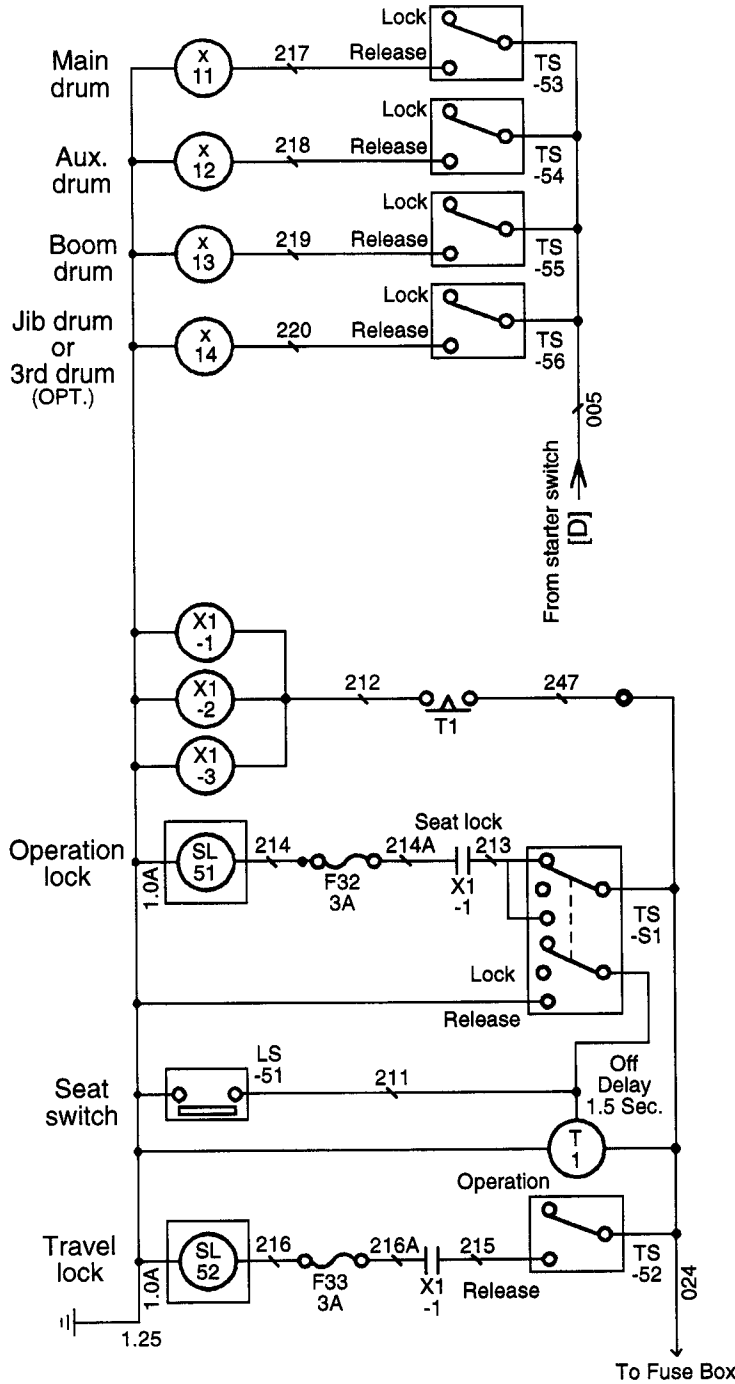 Main
drum
x
11
217
Lock
Release
TS
-53
Aux.
drum
x
12
218
Lock
Release
TS
-54
Boom
drum
x
13
219
Lock
Release
TS
-55
Jib drum
or
3rd drum
(OPT.)
x
14
220
Lock
Release
TS
-56
005
From starter switch
[D]
X1
-1
X1
-2
X1
-3
212
T1
247
Operation
lock
1.0A
SL
51
214
F32
3A
214A
Seat lock
X1
-1
213
TS
-S1
Lock
Release
Seat
switch
LS
-51
211
Off
Delay
1.5 Sec.
T
1
Travel
lock
1.0A
SL
52
216
F33
3A
216A
X1
-1
215
Operation
Release
TS
-52
024
1.25
To Fuse Box